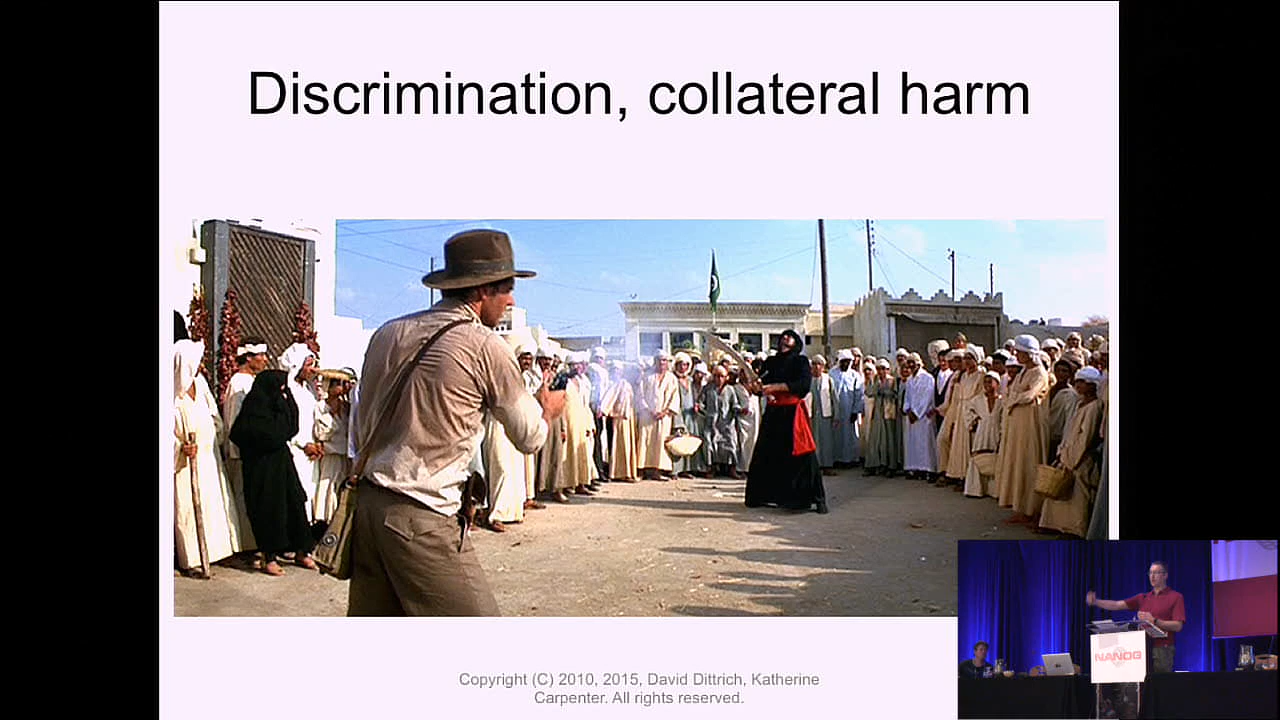 Discrimination, collateral harm
Copyright (C) 2010, 2015, David Dittrich, Katherine
Carpenter. All rights reserved.
NANOG